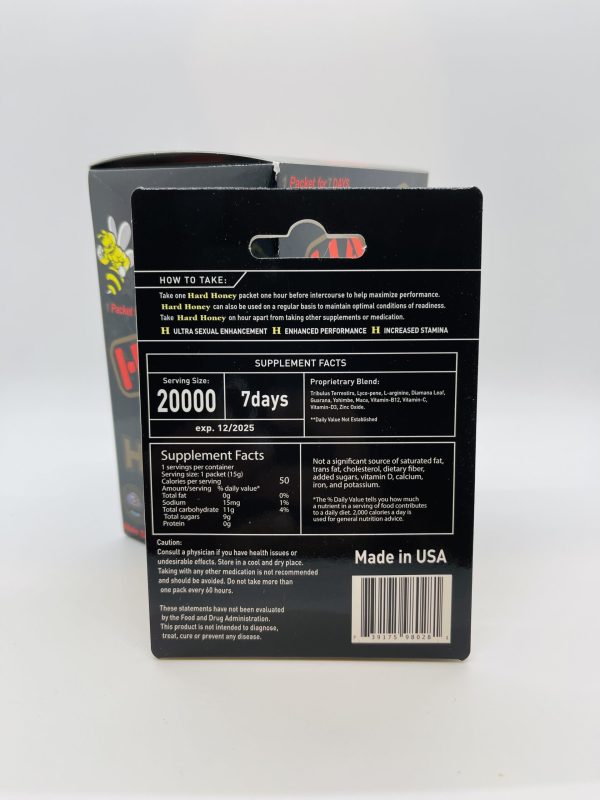 1 Packet for 7 DAYS
Packet
HOW TO TAKE:
Take one Hard Honey packet one hour before intercourse to help maximize performance.
Hard Honey can also be used on a regular basis to maintain optimal conditions of readiness.
Take Hard Honey on hour apart from taking other supplements or medication.
H ULTRA SEXUAL ENHANCEMENT H ENHANCED PERFORMANCE H INCREASED STAMINA
SUPPLEMENT FACTS
Serving Size:
20000
7days
exp. 12/2025
Proprietrary Blend:
Tribulus Terrestirs, Lyco-pene, L-arginine, Diamana Loaf,
Guarana, Yohimbe, Maca, Vitamin-B12, Vitamin-C,
Vitamin-D3, Zinc Oxide.
**Daily Value Not Established
Supplement Facts
1 servings per container
Serving size: 1 packet (15g)
Calories per serving 50
Amount/serving % daily value*
Total fat 0g 0%
Sodium 15mg 1%
Total carbohydrate 11g 4%
Total sugars 9g
Protein 0g
Not a significant source of saturated fat,
trans fat, cholesterol, dietary fiber,
added sugars, vitamin D, calcium,
iron, and potassium.
*The % Daily Value tells you how much
a nutrient in a serving of food contributes
to a daily diet. 2,000 calories a day is
used for general nutrition advice.
Caution:
Consult a physician if you have health issues or
undesirable effects. Store in a cool and dry place.
Taking with any other medication is not recommended
and should be avoided. Do not take more than
one pack every 60 hours.
These statements have not been evaluated
by the Food and Drug Administration.
This product is not intended to diagnose,
treat, cure or prevent any disease.
Made in USA
39175 98028